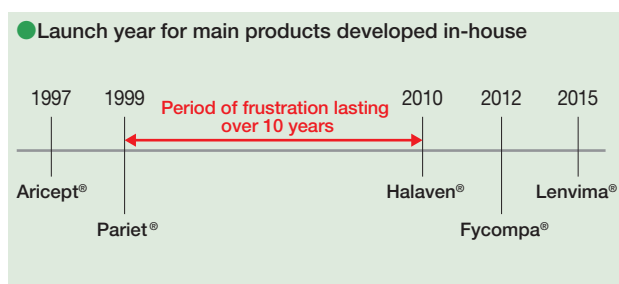 ●Launch year for main products developed in-house
1997 1999 2010 2012 2015
Period of frustration lasting
over 10 years
Aricept® Halaven® Lenvima®
Pariet® Fycompa®